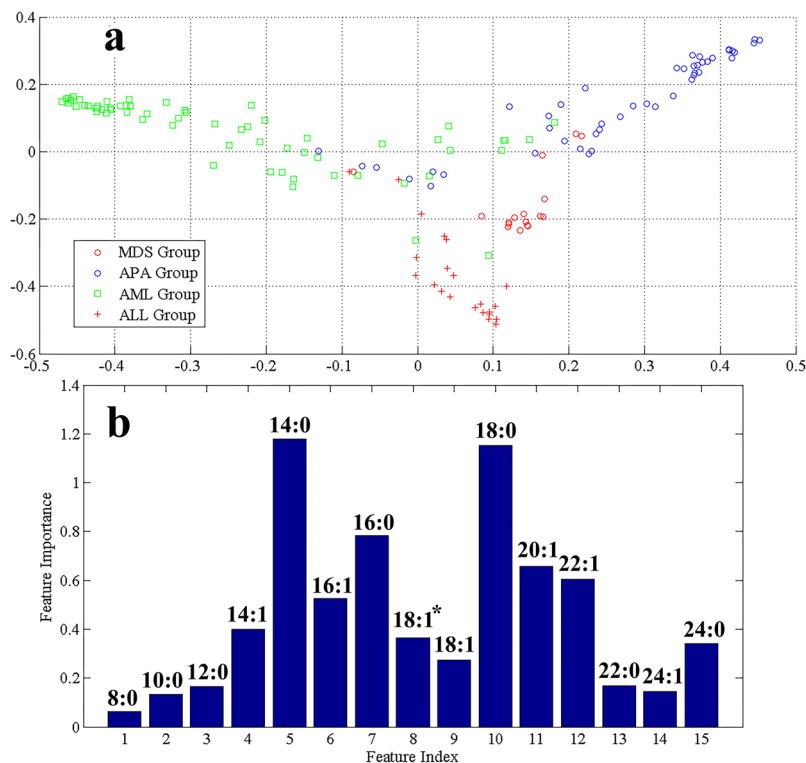 a
0.4
0.2
0
-0.2
-0.4
-0.6
MDS Group
APA Group
AML Group
ALL Group
-0.5 -0.4 -0.3 -0.2 -0.1 0 0.1 0.2 0.3 0.4 0.5
b
1.4
1.2
1
0.8
0.6
0.4
0.2
0
Feature Importance
8:0 10:0 12:0 14:1 14:0 16:1 16:0 18:1* 18:1 18:0 20:1 22:1 22:0 24:1 24:0
1 2 3 4 5 6 7 8 9 10 11 12 13 14 15
Feature Index